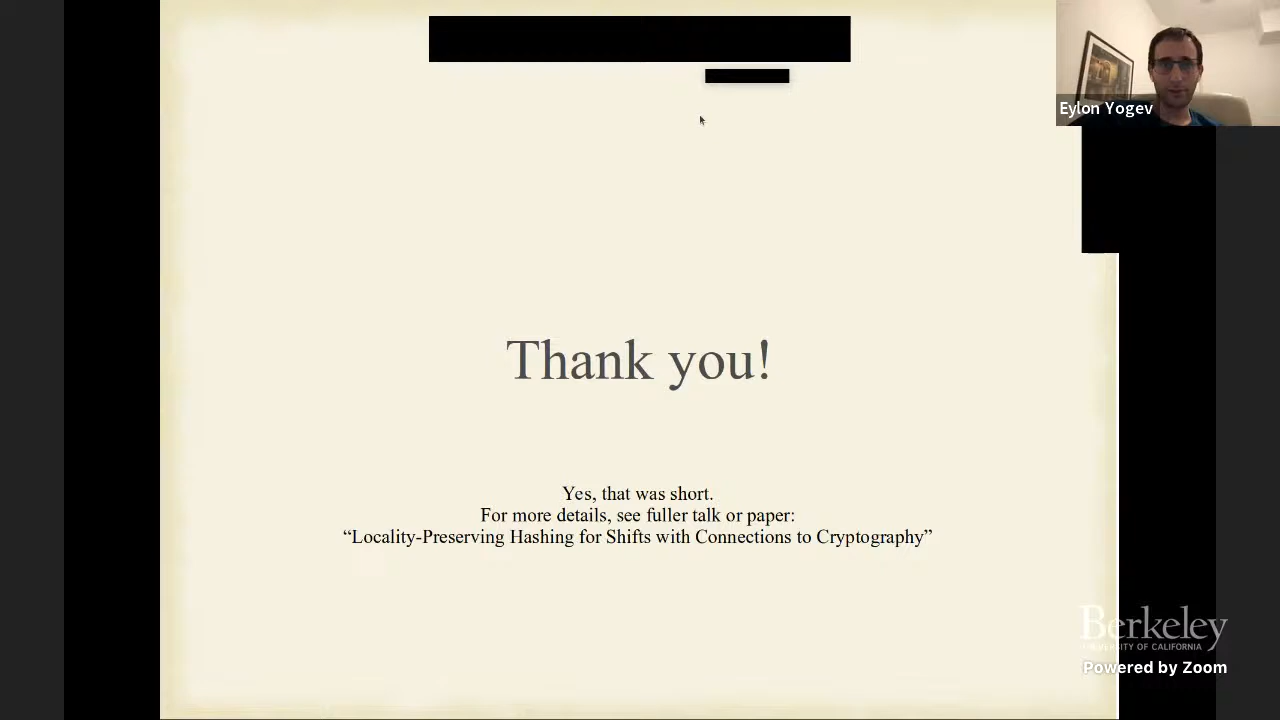 Eylon Yogev
Thank you!
Yes, that was short.
For more details, see fuller talk or paper:
“Locality-Preserving Hashing for Shifts with Connections to Cryptography”
Berkeley
UNIVERSITY OF CALIFORNIA
Powered by Zoom